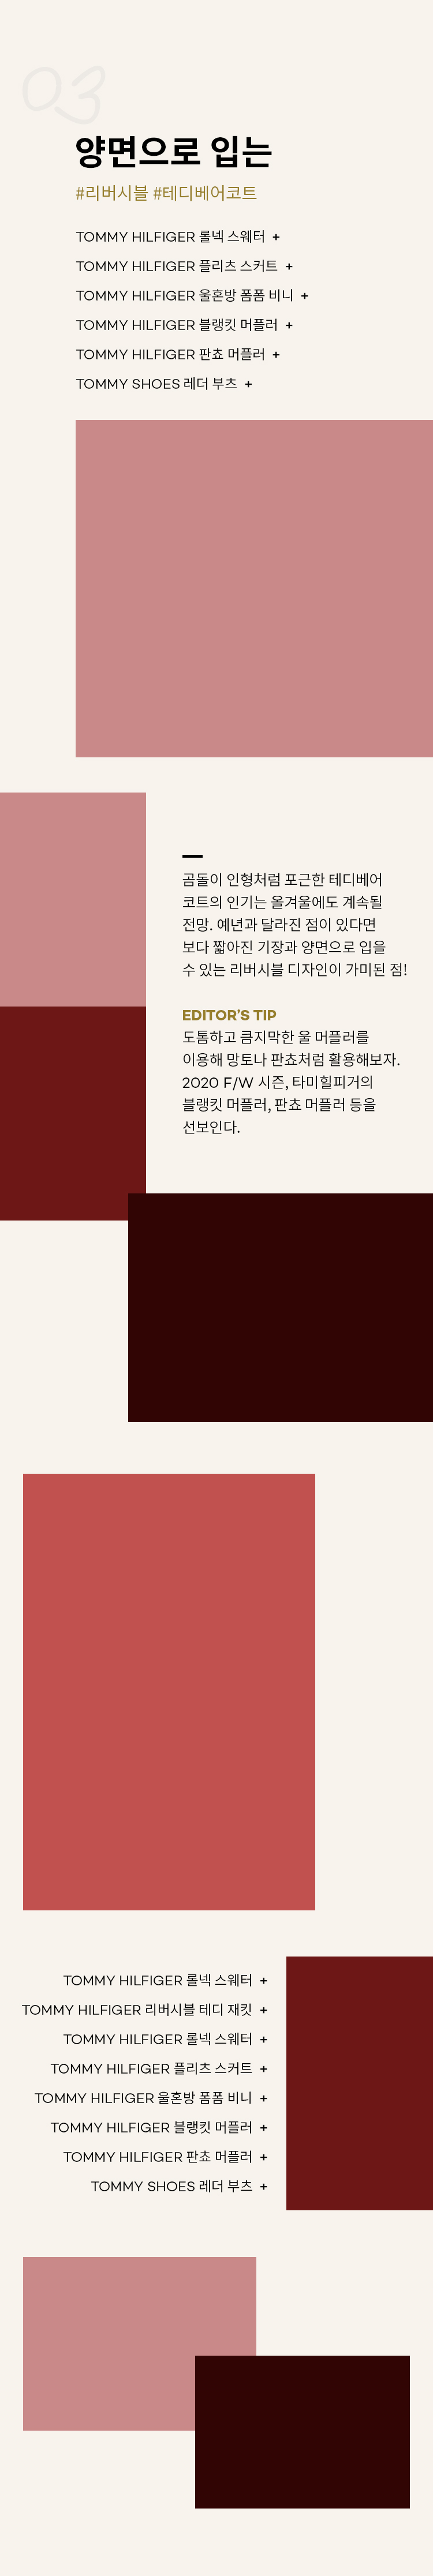 03
양면으로 입는
#리버시블 #테디베어코트
TOMMY HILFIGER 롤넥 스웨터 +
TOMMY HILFIGER 플리츠 스커트 +
TOMMY HILFIGER 울혼방 폼폼 비니 +
TOMMY HILFIGER 블랭킷 머플러 +
TOMMY HILFIGER 판쵸 머플러 +
TOMMY SHOES 레더 부츠 +
곰돌이 인형처럼 포근한 테디베어
코트의 인기는 올겨울에도 계속될
전망. 예년과 달라진 점이 있다면
보다 짧아진 기장과 양면으로 입을
수 있는 리버시블 디자인이 가미된 점!
EDITOR'S TIP
도톰하고 큼지막한 울 머플러를
이용해 망토나 판쵸처럼 활용해보자.
2020 F/W 시즌, 타미힐피거의
블랭킷 머플러, 판쵸 머플러 등을
선보인다.
TOMMY HILFIGER 롤넥 스웨터 +
TOMMY HILFIGER 리버시블 테디 재킷 +
TOMMY HILFIGER 롤넥 스웨터 +
TOMMY HILFIGER 플리츠 스커트 +
TOMMY HILFIGER 울혼방 폼폼 비니 +
TOMMY HILFIGER 블랭킷 머플러 +
TOMMY HILFIGER 판쵸 머플러 +
TOMMY SHOES 레더 부츠 +